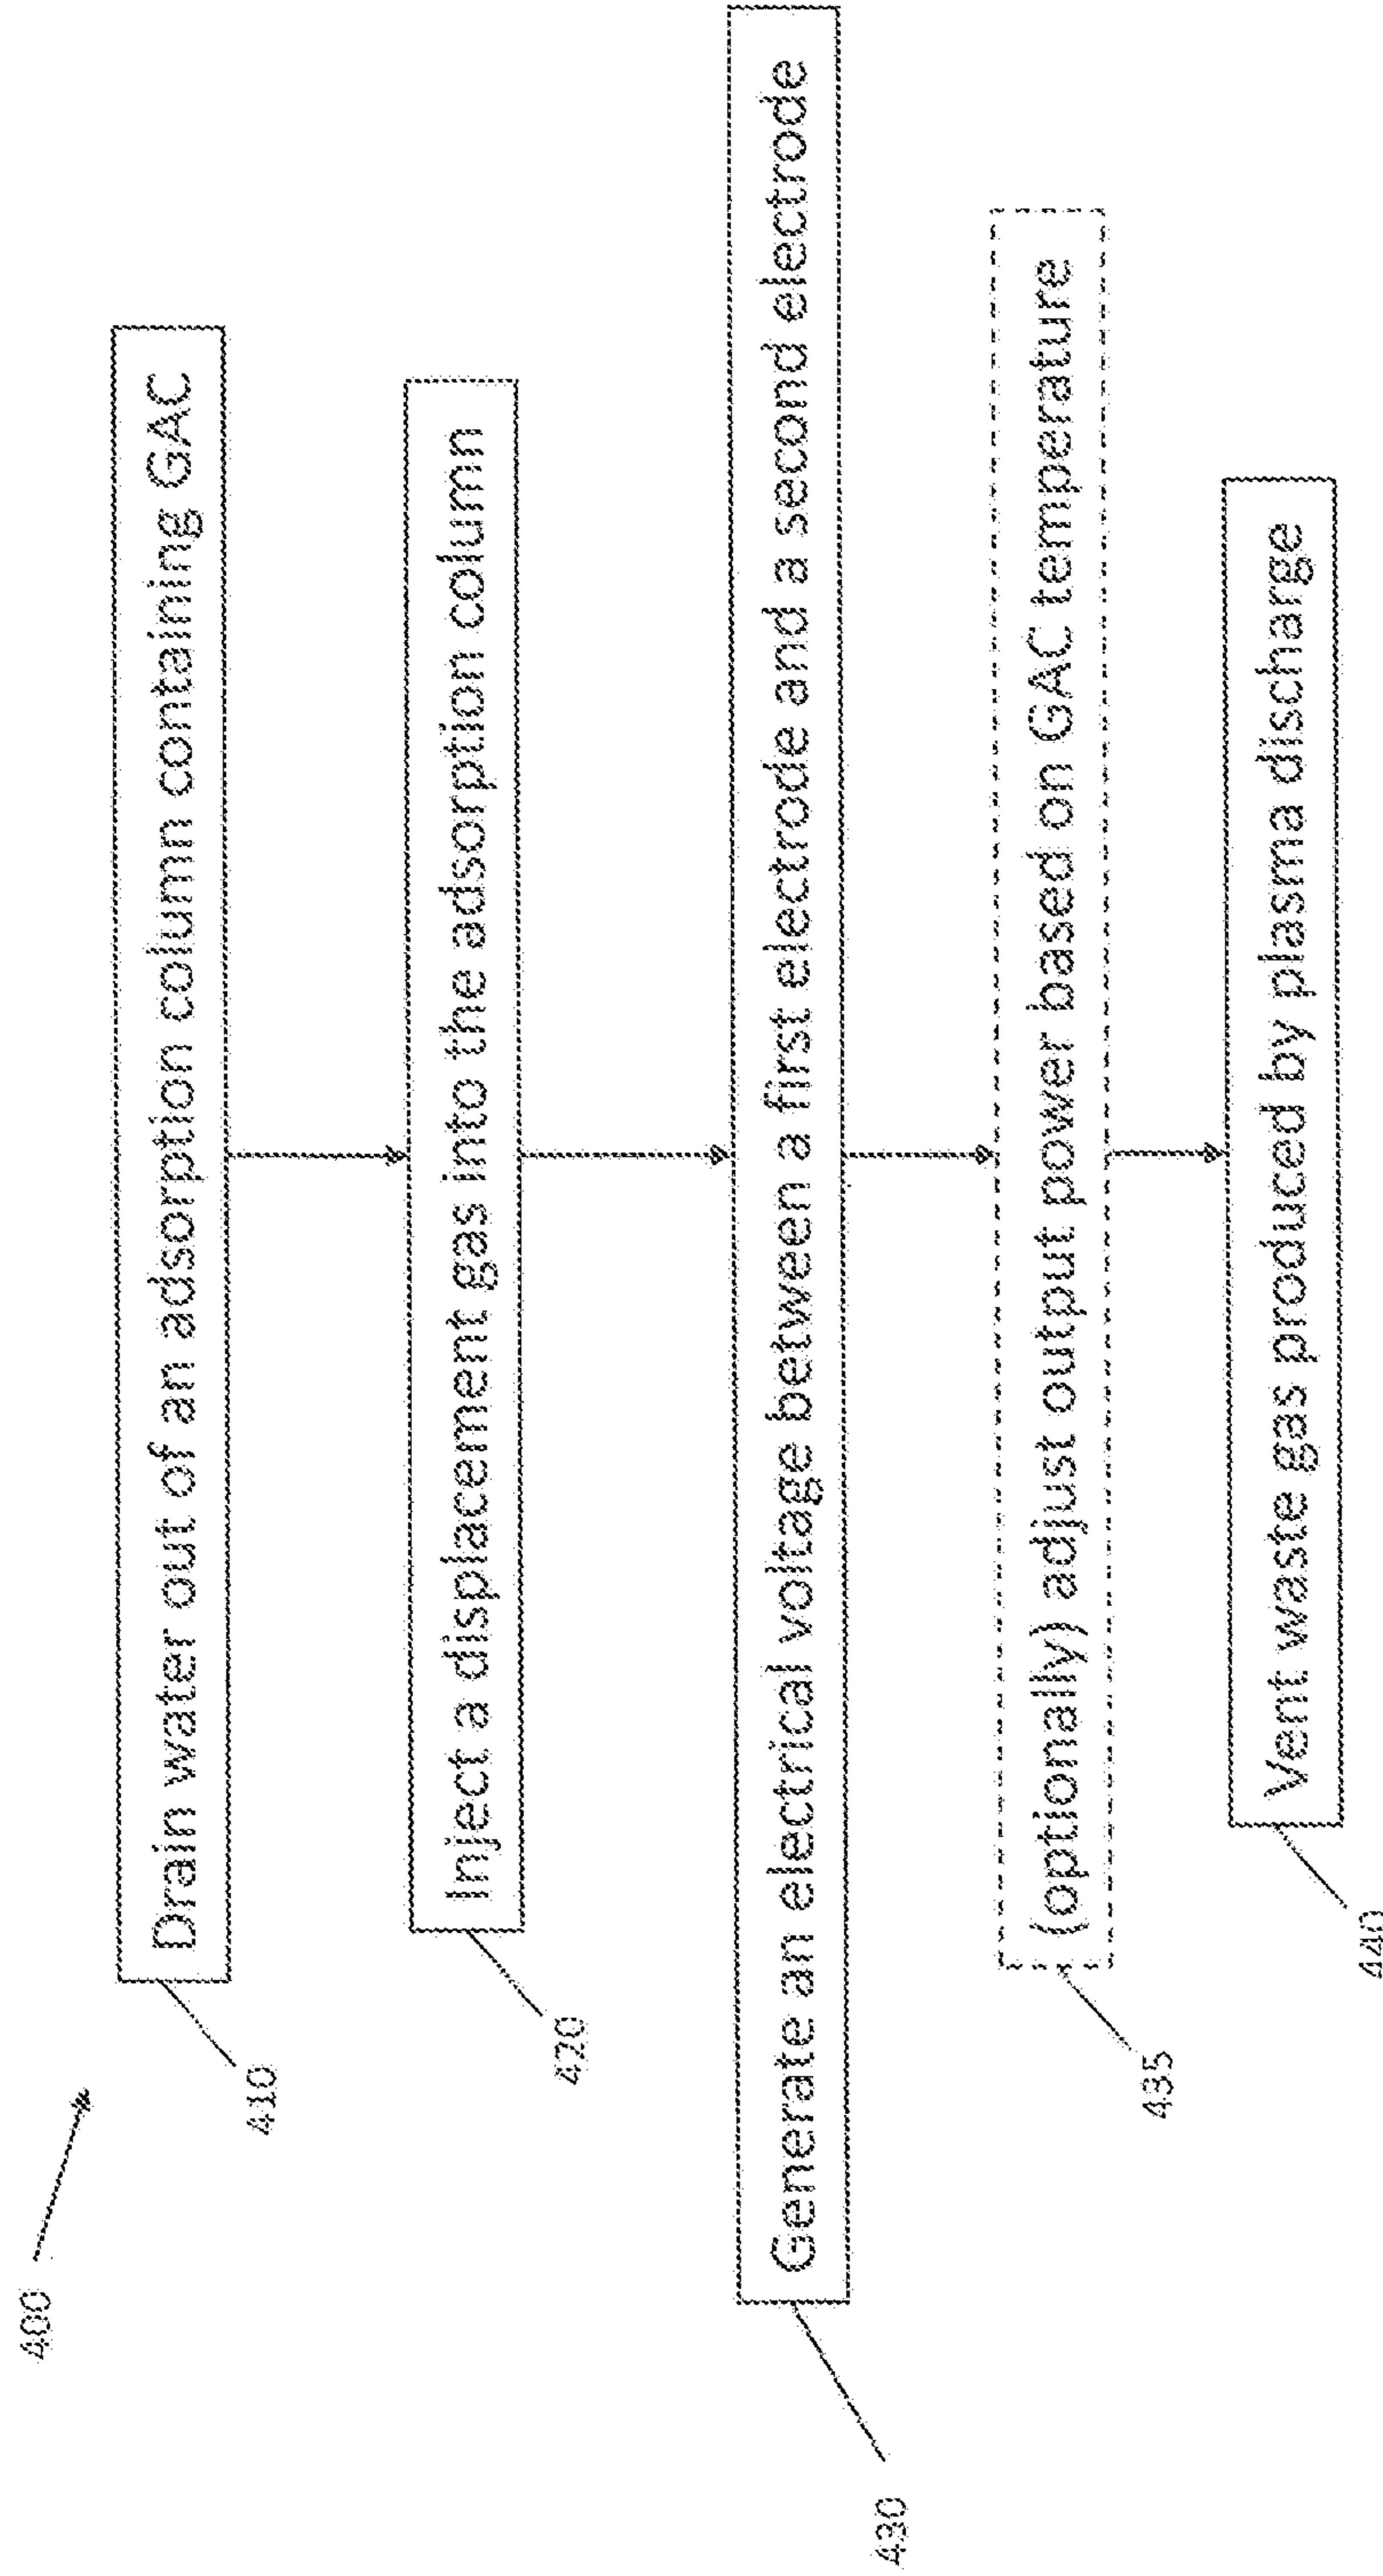 400
410
Drain water out of an adsorption column containing GAC
420
Inject a displacement gas into the adsorption column
430
Generate an electrical voltage between a first electrode and a second electrode
435
(optionally) adjust output power based on GAC temperature
440
Vent waste gas produced by plasma discharge